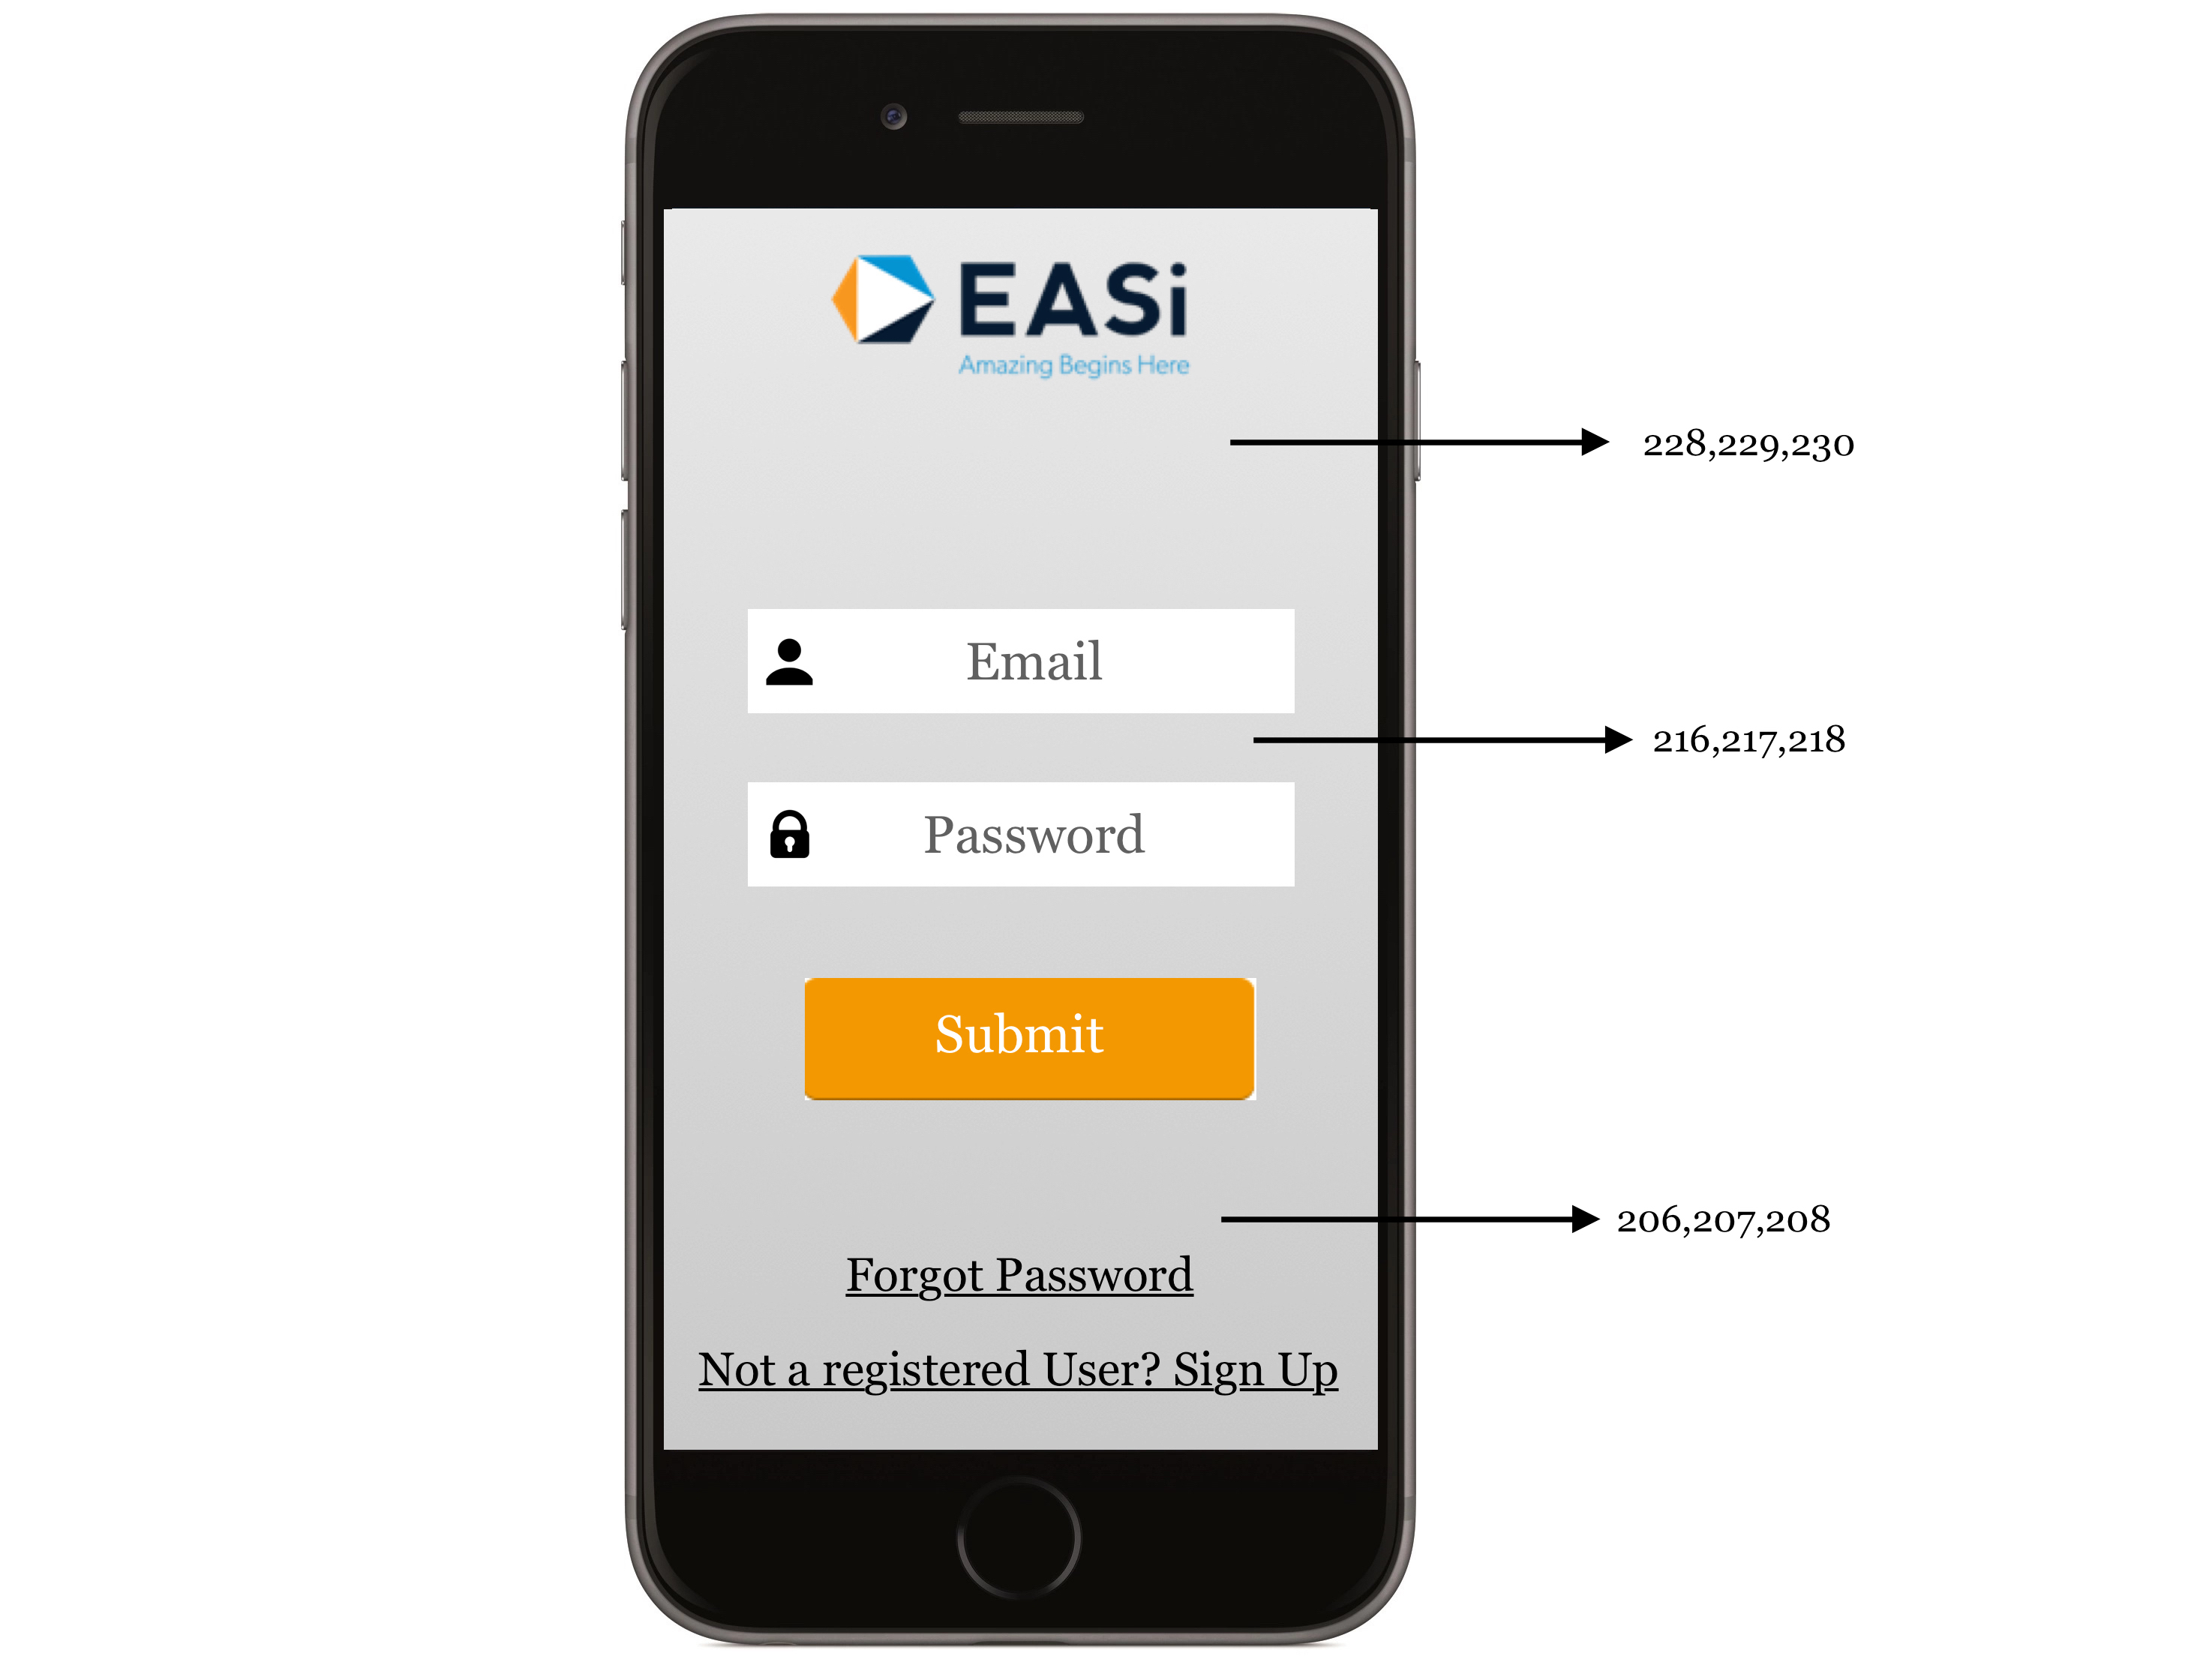 EASi
Amazing Begins Here
228,229,230
Email
216,217,218
Password
Submit
206,207,208
Forgot Password
Not a registered User? Sign Up